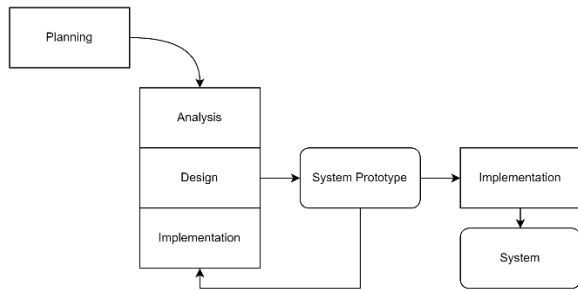 Planning
Analysis
Design
Implementation
System Prototype
Implementation
System